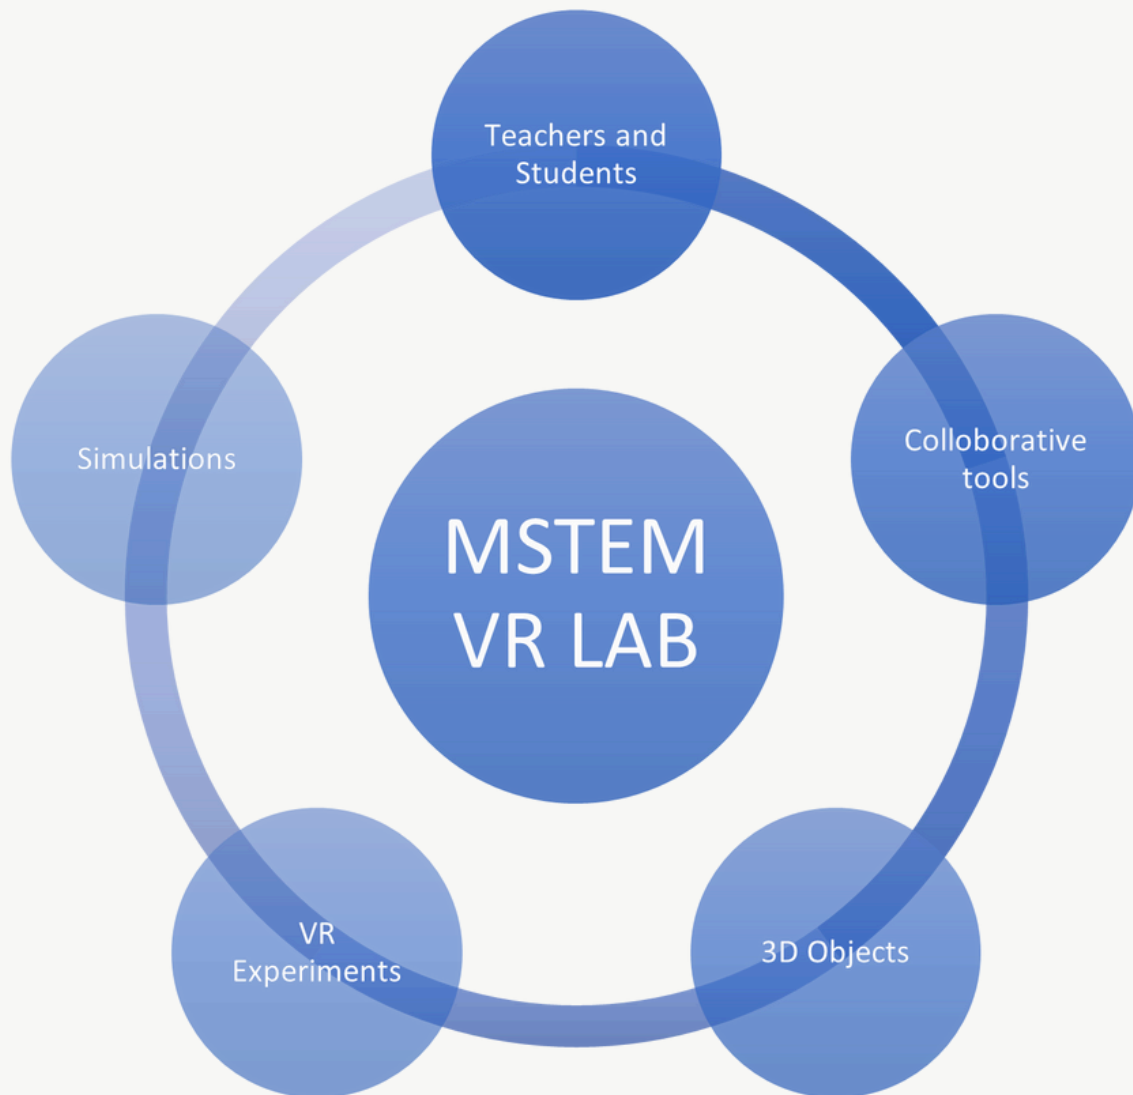 Teachers and
Students
Colloborative
tools
3D Objects
VR
Experiments
Simulations
MSTEM
VR LAB